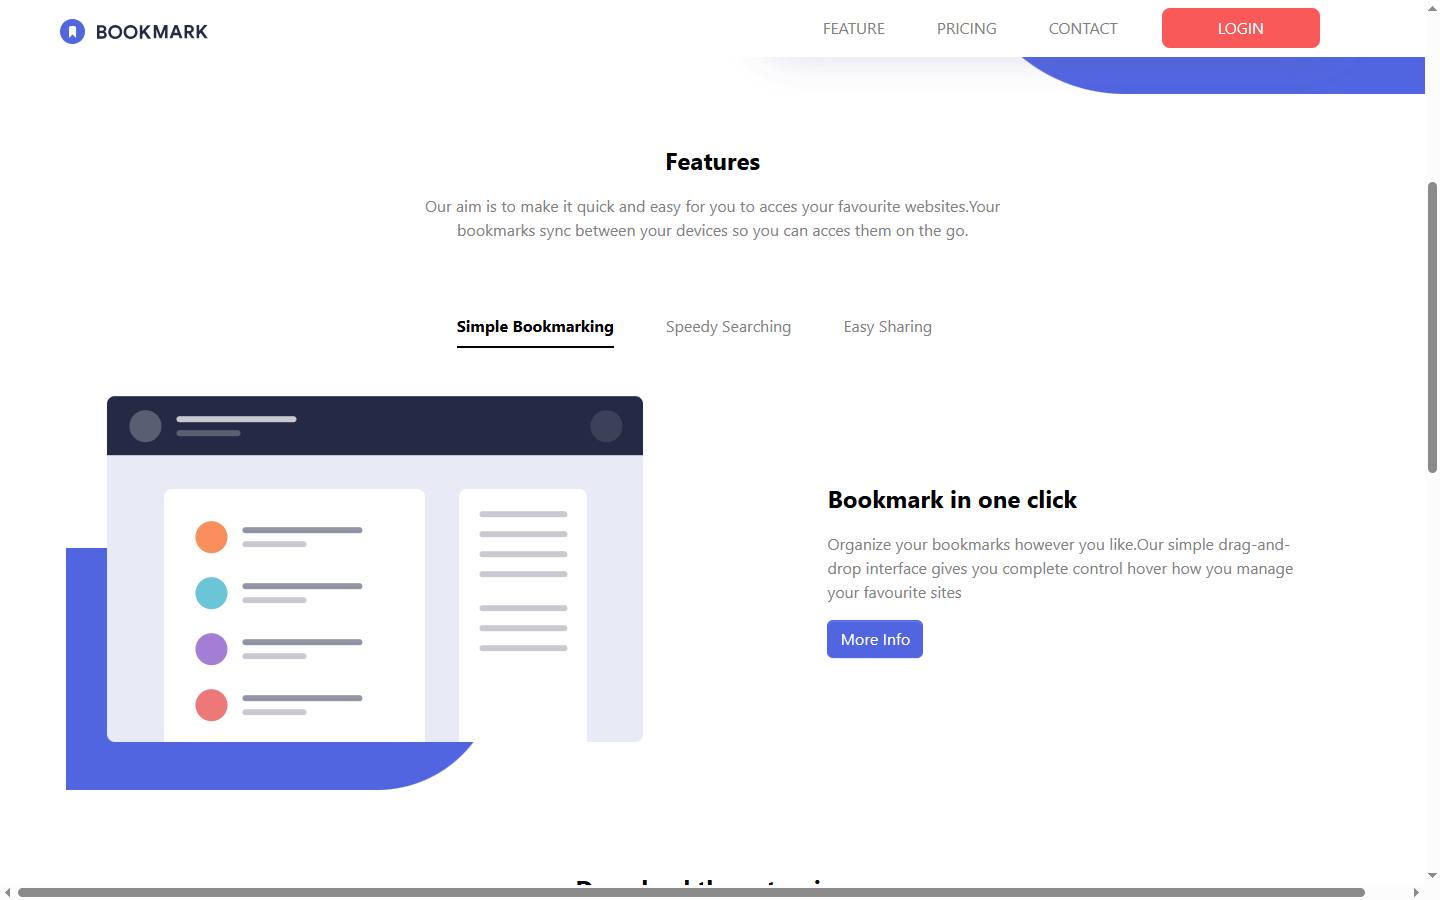 BOOKMARK
FEATURE
PRICING
CONTACT
LOGIN
Features
Our aim is to make it quick and easy for you to acces your favourite websites.Your
bookmarks sync between your devices so you can acces them on the go.
Simple Bookmarking
Speedy Searching
Easy Sharing
Bookmark in one click
Organize your bookmarks however you like.Our simple drag-and-
drop interface gives you complete control hover how you manage
your favourite sites
More Info